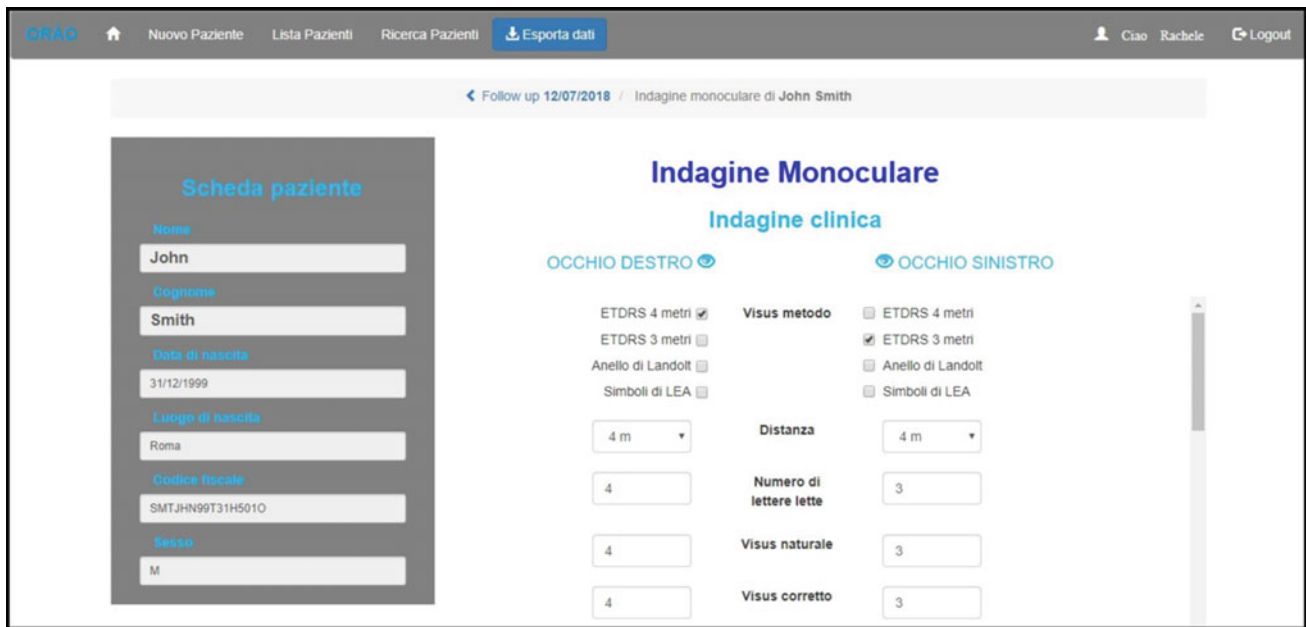 ORAO Nuovo Paziente Lista Pazienti Ricerca Pazienti Esporta dati Ciao Rachele Logout
Follow up 12/07/2018 / Indagine monoculare di John Smith
Scheda paziente
Nome
John
Cognome
Smith
Data di nascita
31/12/1999
Luogo di nascita
Roma
Codice fiscale
SMTJHN99T31H501O
Sesso
M
Indagine Monoculare
Indagine clinica
OCCHIO DESTRO OCCHIO SINISTRO
ETDRS 4 metri Visus metodo ETDRS 4 metri
ETDRS 3 metri ETDRS 3 metri
Anello di Landolt Anello di Landolt
Simboli di LEA Simboli di LEA
4 m Distanza 4 m
4 Numero di lettere lette 3
4 Visus naturale 3
4 Visus corretto 3